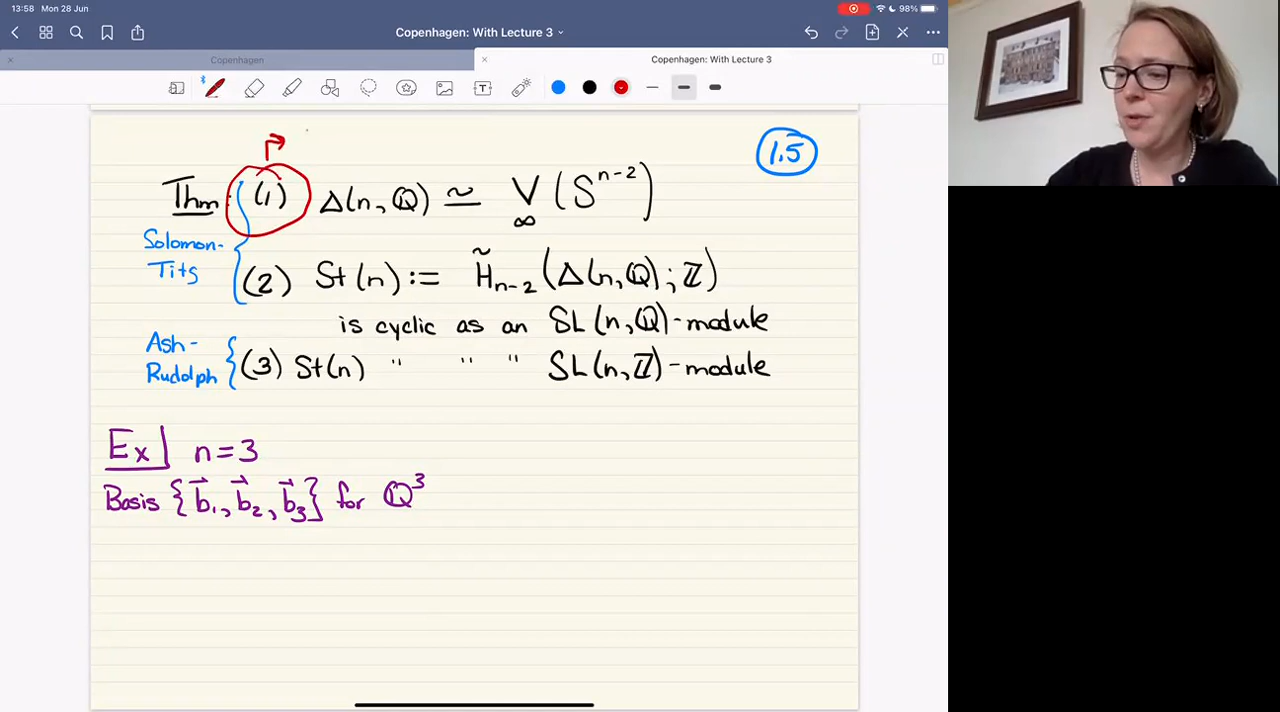 13:58 Mon 28 Jun
98%
Copenhagen: With Lecture 3
Copenhagen
Copenhagen: With Lecture 3
1.5
Thm: (1) Δ(n, ℚ) ≃ ⋁_∞ (S^{n-2})
Solomon-
Tits
(2) St(n) := H̃_{n-2} (Δ(n, ℚ); ℤ)
is cyclic as an SL(n, ℚ)-module
Ash-
Rudolph
(3) St(n) " " " SL(n, ℤ)-module
Ex n=3
Basis {b⃗₁, b⃗₂, b⃗₃} for ℚ³